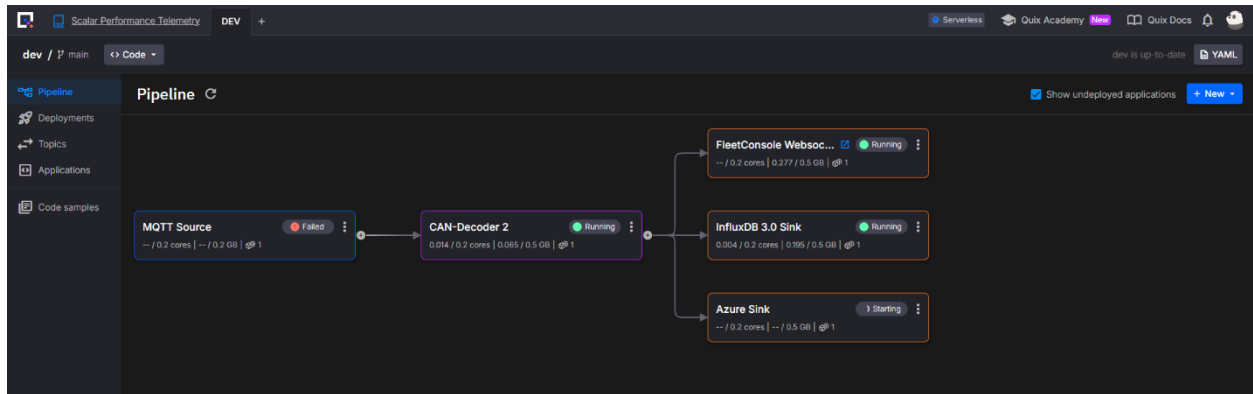 Scalar Performance Telemetry
DEV
+
Serverless
Quix Academy New
Quix Docs
dev / main
<> Code
dev is up-to-date
YAML
Pipeline
Deployments
Topics
Applications
Code samples
Pipeline
Show undeployed applications
+ New
FleetConsole Websoc... Running
-- / 0.2 cores | 0.277 / 0.5 GB | 1
MQTT Source Failed
-- / 0.2 cores | -- / 0.2 GB | 1
CAN-Decoder 2 Running
0.014 / 0.2 cores | 0.065 / 0.5 GB | 1
InfluxDB 3.0 Sink Running
0.004 / 0.2 cores | 0.195 / 0.5 GB | 1
Azure Sink Starting
-- / 0.2 cores | -- / 0.5 GB | 1